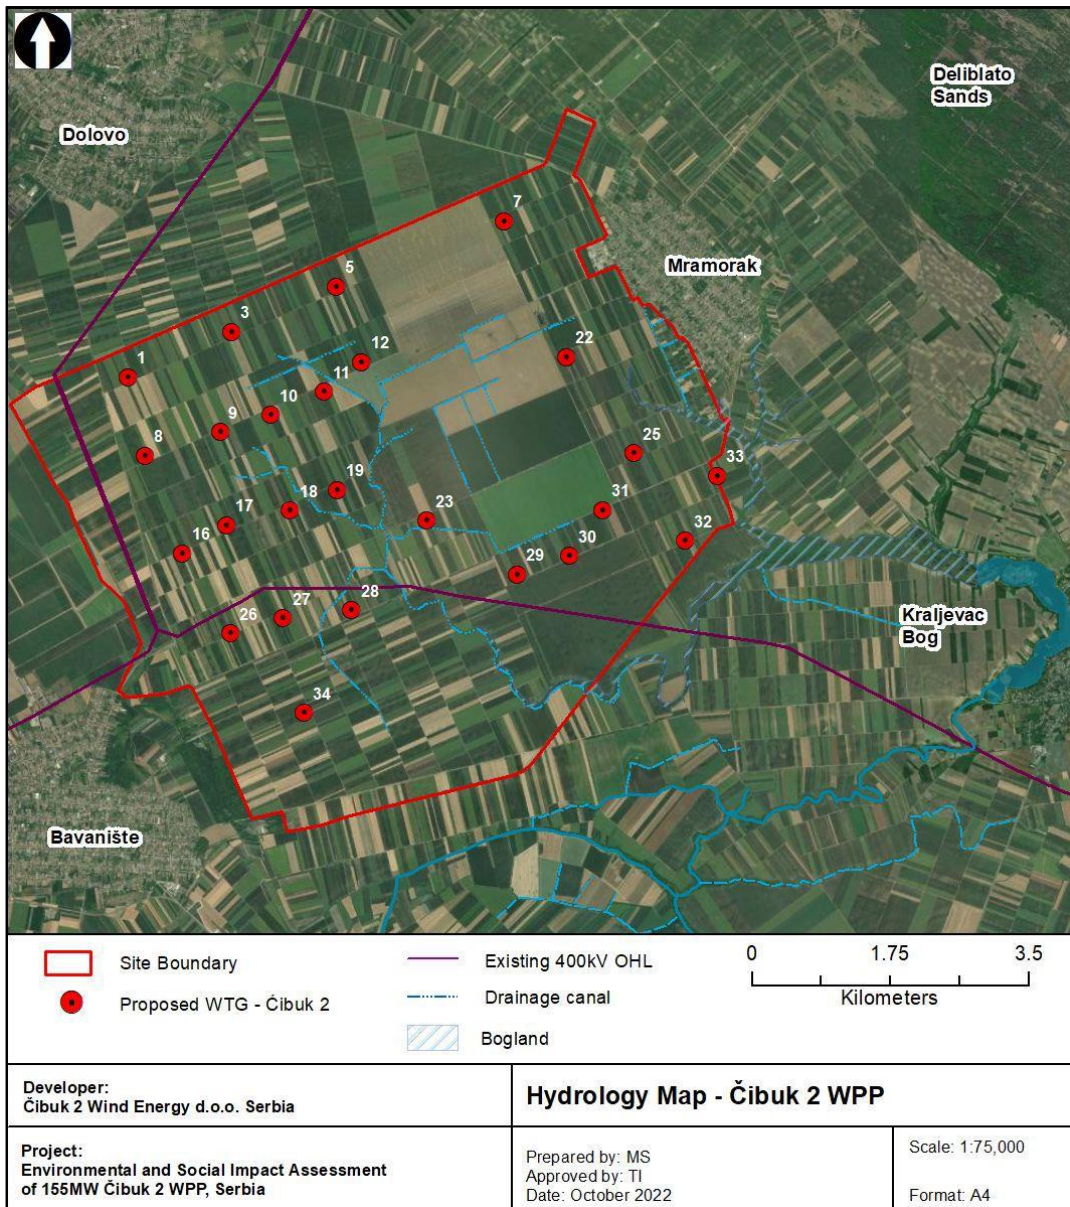 Deliblato
Sands
Dolovo
7
Mramorak
5
3
12
22
1
11
10
9
8
25
33
19
18
31
23
17
32
16
30
29
28
27
26
Kraljevac
Bog
34
Bavanište
Site Boundary
Proposed WTG - Čibuk 2
Existing 400kV OHL
Drainage canal
Bogland
0 1.75 3.5
Kilometers
Developer:
Čibuk 2 Wind Energy d.o.o. Serbia
Hydrology Map - Čibuk 2 WPP
Project:
Environmental and Social Impact Assessment
of 155MW Čibuk 2 WPP, Serbia
Prepared by: MS
Approved by: TI
Date: October 2022
Scale: 1:75,000
Format: A4